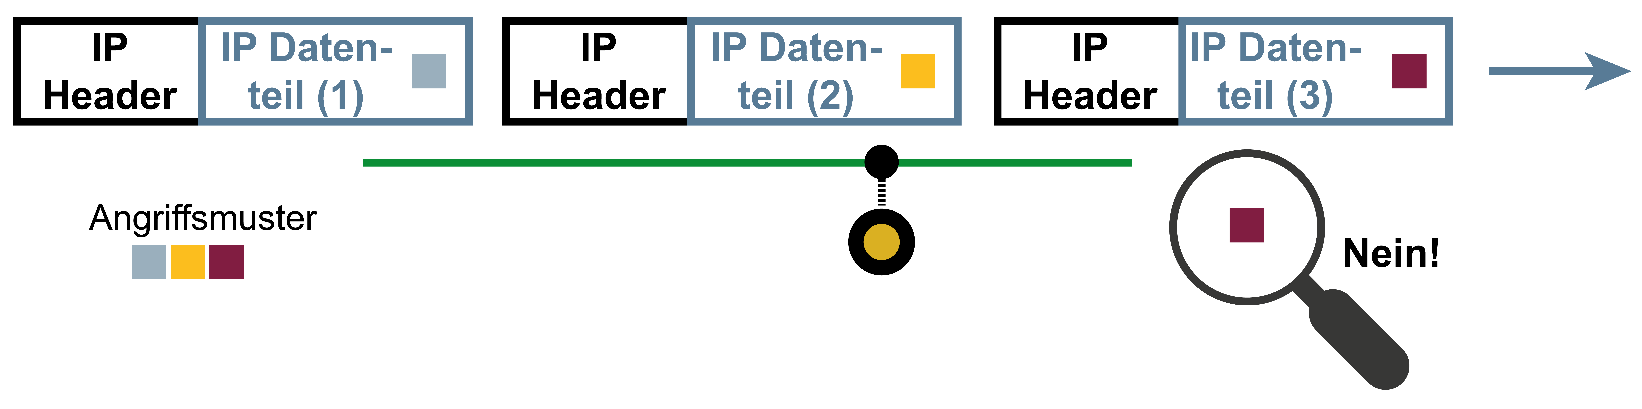 IP
Header
IP Daten-
teil (1)
IP
Header
IP Daten-
teil (2)
IP
Header
IP Daten-
teil (3)
Angriffsmuster
Nein!